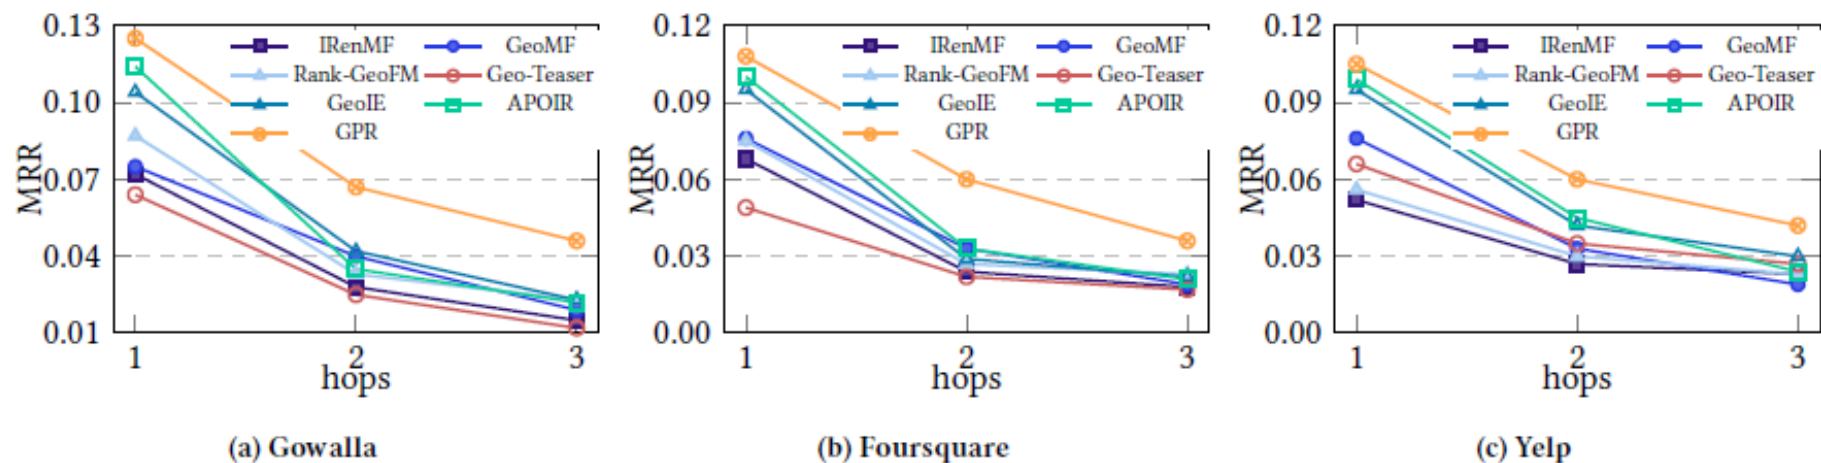 0.13
0.10
0.07
0.04
0.01
MRR
IRenMF GeoMF
Rank-GeoFM Geo-Teaser
GeoIE APOIR
GPR
1 2 3
hops
(a) Gowalla
0.12
0.09
0.06
0.03
0.00
MRR
IRenMF GeoMF
Rank-GeoFM Geo-Teaser
GeoIE APOIR
GPR
1 2 3
hops
(b) Foursquare
0.12
0.09
0.06
0.03
0.00
MRR
IRenMF GeoMF
Rank-GeoFM Geo-Teaser
GeoIE APOIR
GPR
1 2 3
hops
(c) Yelp